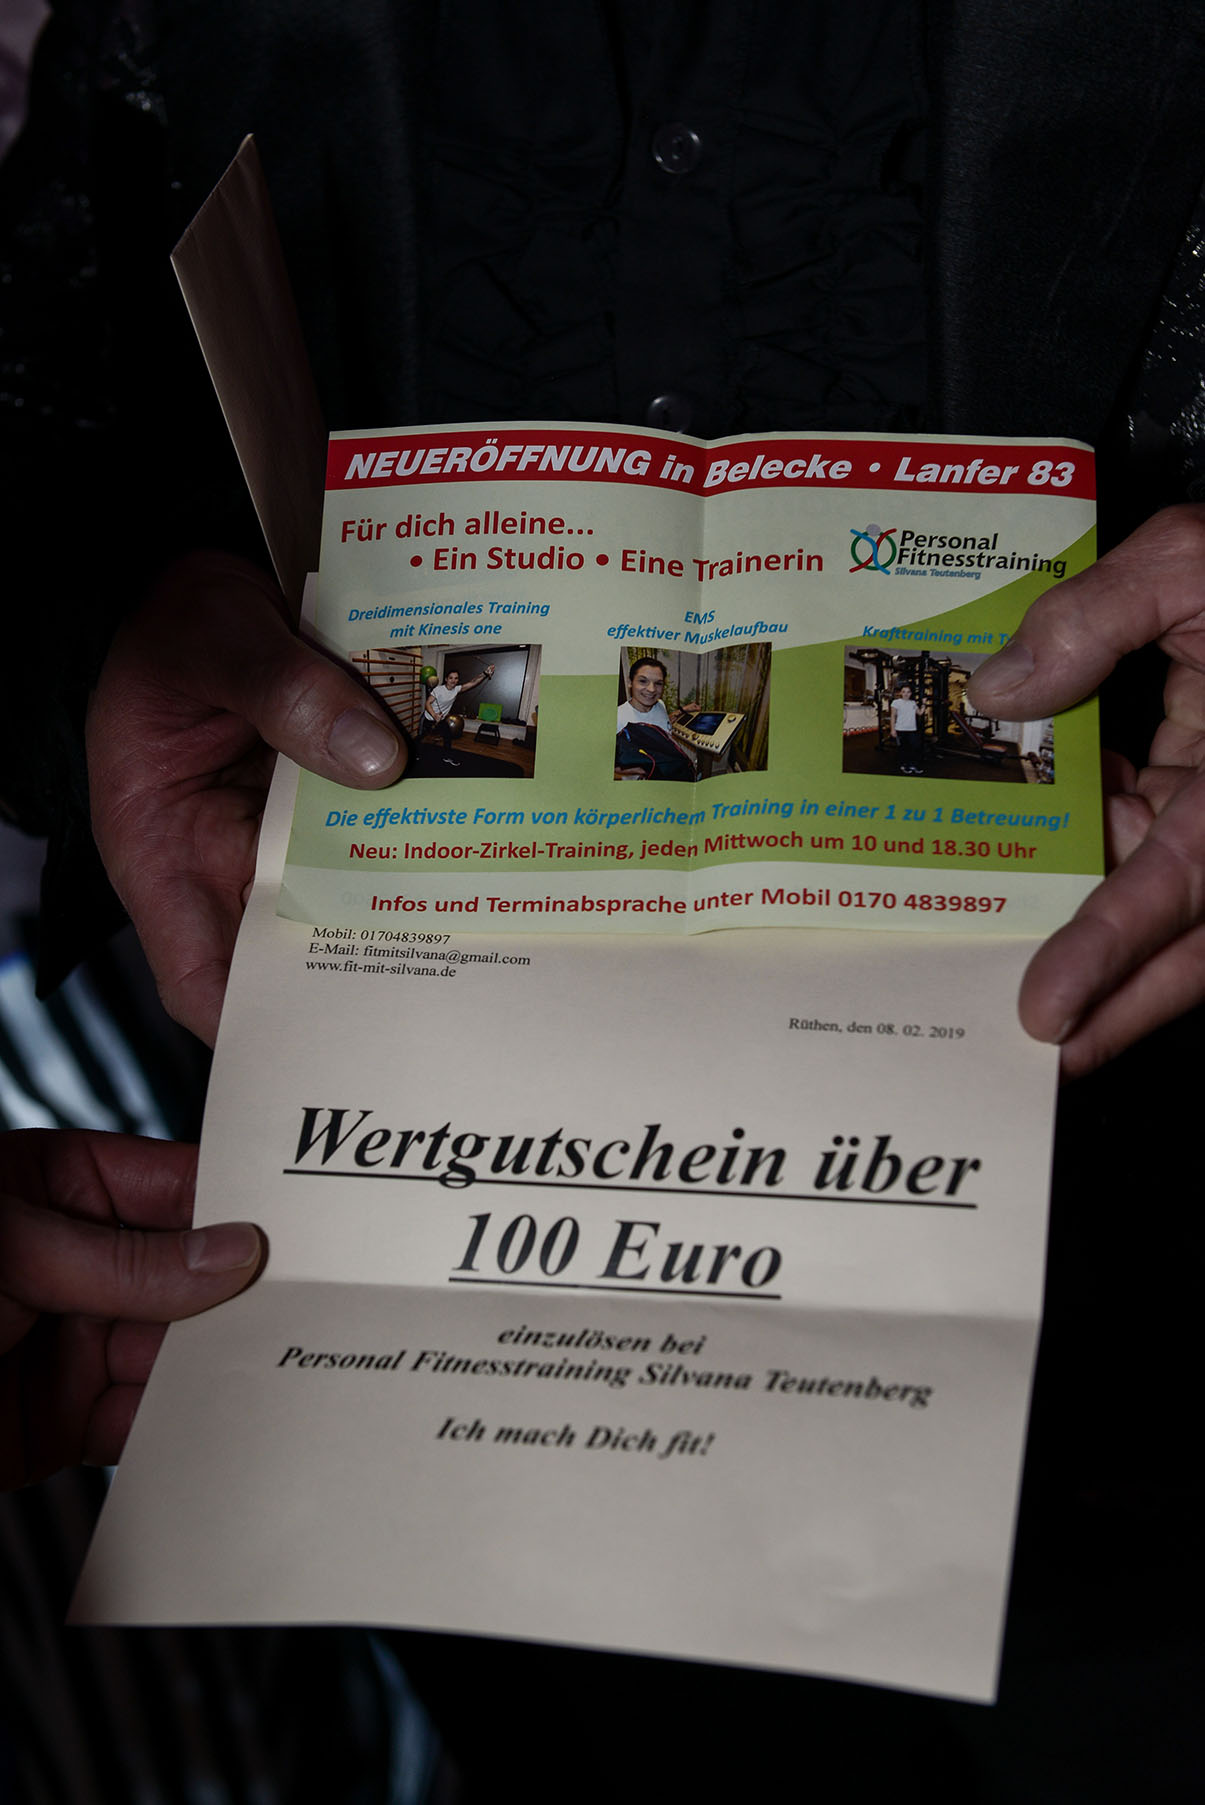 NEUERÖFFNUNG in Belecke • Lanfer 83
Für dich alleine...
• Ein Studio • Eine Trainerin
Personal
Fitnesstraining
Silvana Teutenberg
Dreidimensionales Training
mit Kinesis one
EMS
effektiver Muskelaufbau
Krafttraining mit
Die effektivste Form von körperlichem Training in einer 1 zu 1 Betreuung!
Neu: Indoor-Zirkel-Training, jeden Mittwoch um 10 und 18.30 Uhr
Infos und Terminabsprache unter Mobil 0170 4839897
Mobil: 01704839897
E-Mail: fitmitsilvana@gmail.com
www.fit-mit-silvana.de
Rüthen, den 08. 02. 2019
Wertgutschein über
100 Euro
einzulösen bei
Personal Fitnesstraining Silvana Teutenberg
Ich mach Dich fit!